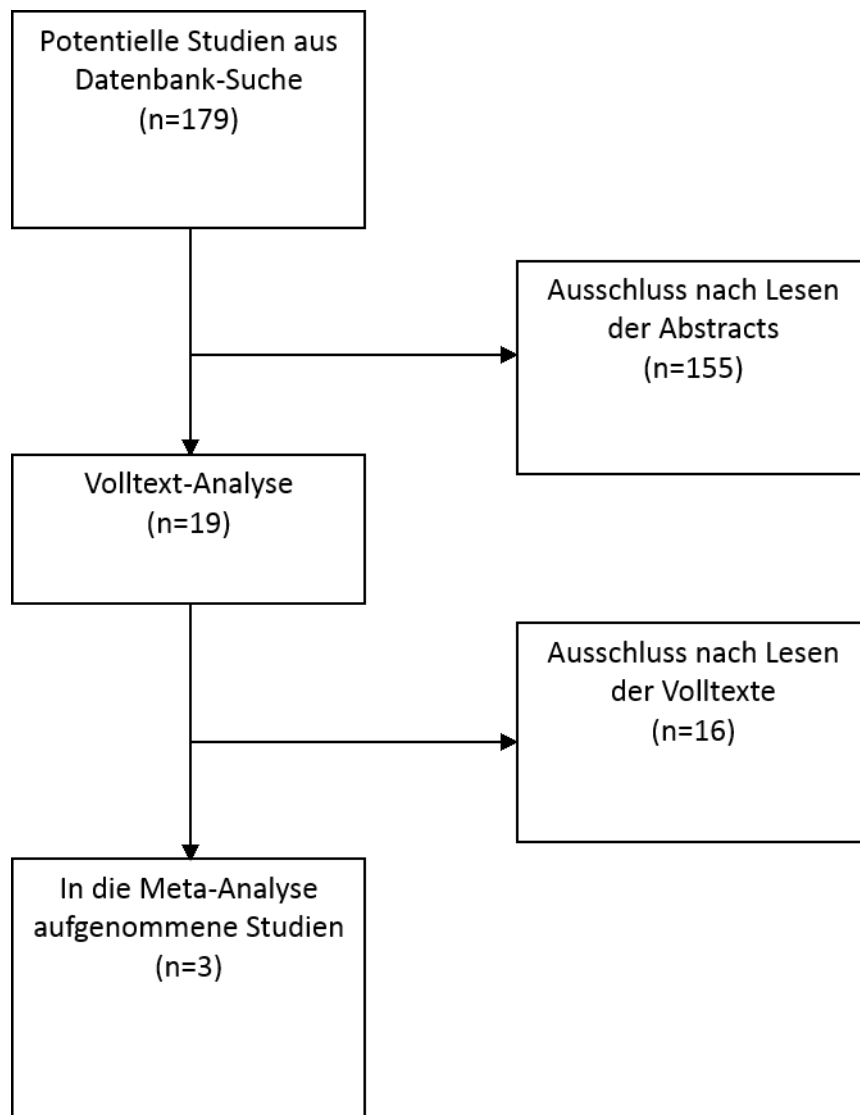 Potentielle Studien aus
Datenbank-Suche
(n=179)
Ausschluss nach Lesen
der Abstracts
(n=155)
Volltext-Analyse
(n=19)
Ausschluss nach Lesen
der Volltexte
(n=16)
In die Meta-Analyse
aufgenommene Studien
(n=3)